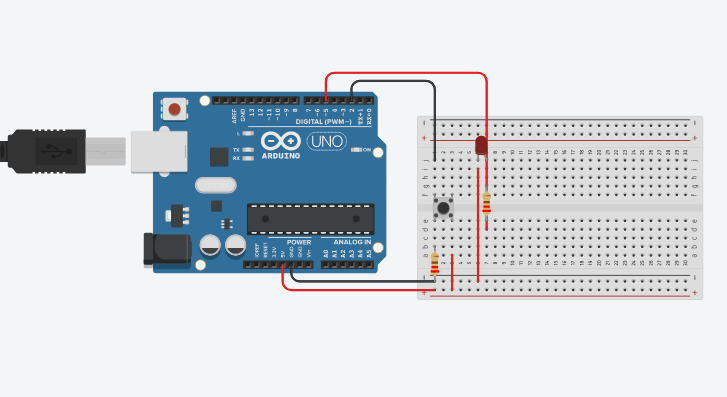 AREF
GND
13
12
~11
~10
~9
8
7
~6
~5
4
~3
2
TX→1
RX←0
DIGITAL (PWM~)
L
TX
RX
UNO
ON
ARDUINO
POWER
ANALOG IN
IOREF
RESET
3.3V
5V
GND
GND
Vin
A0
A1
A2
A3
A4
A5